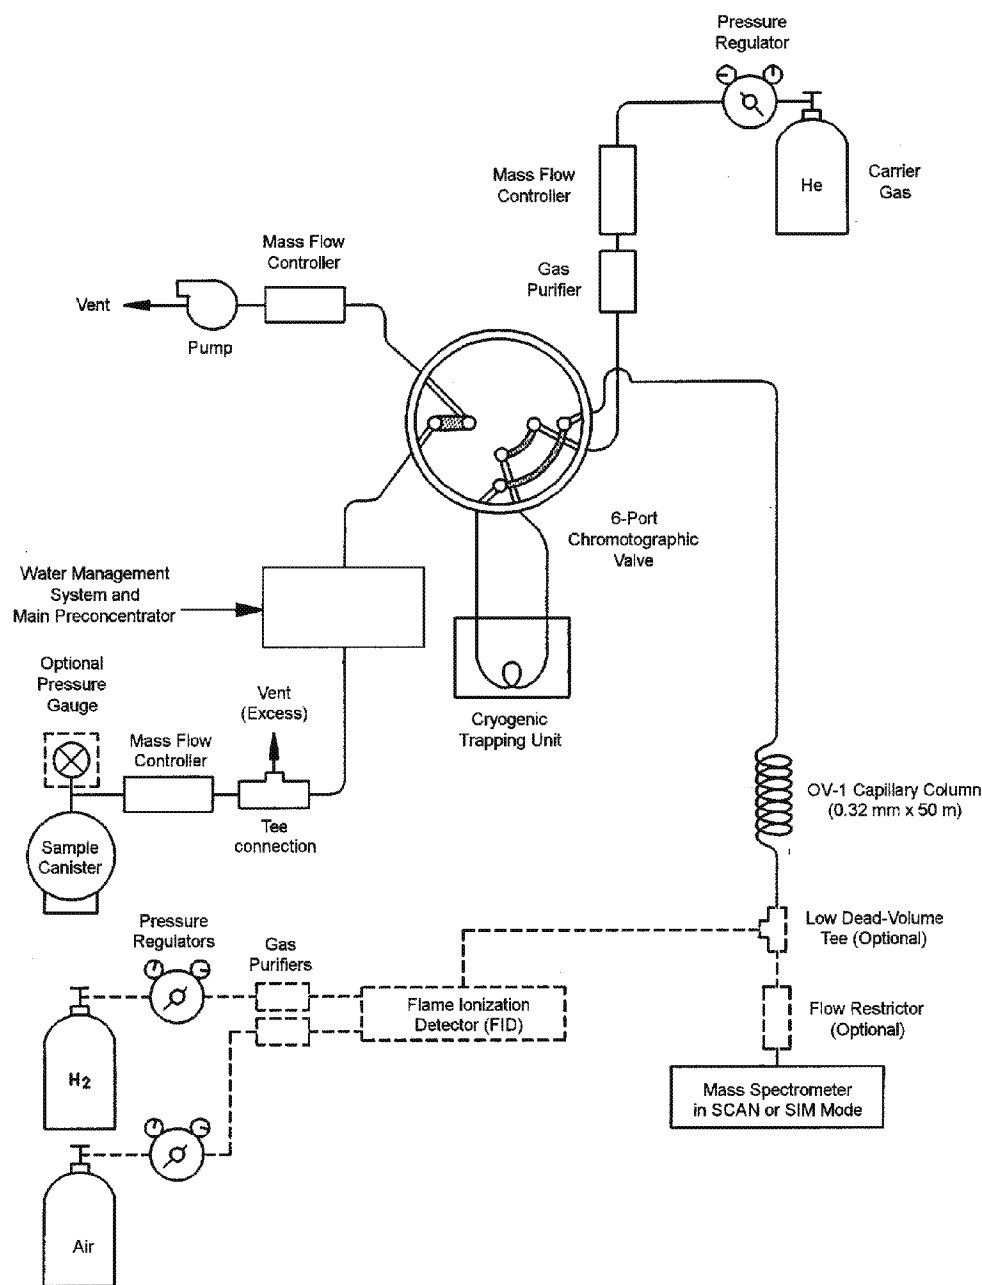 Pressure
Regulator
Mass Flow
Controller
He
Carrier
Gas
Mass Flow
Controller
Gas
Purifier
Vent
Pump
6-Port
Chromotographic
Valve
Water Management
System and
Main Preconcentrator
Optional
Pressure
Gauge
Vent
(Excess)
Cryogenic
Trapping Unit
Mass Flow
Controller
OV-1 Capillary Column
(0.32 mm x 50 m)
Tee
connection
Sample
Canister
Pressure
Regulators
Gas
Purifiers
Low Dead-Volume
Tee (Optional)
Flame Ionization
Detector (FID)
Flow Restrictor
(Optional)
H2
Mass Spectrometer
in SCAN or SIM Mode
Air